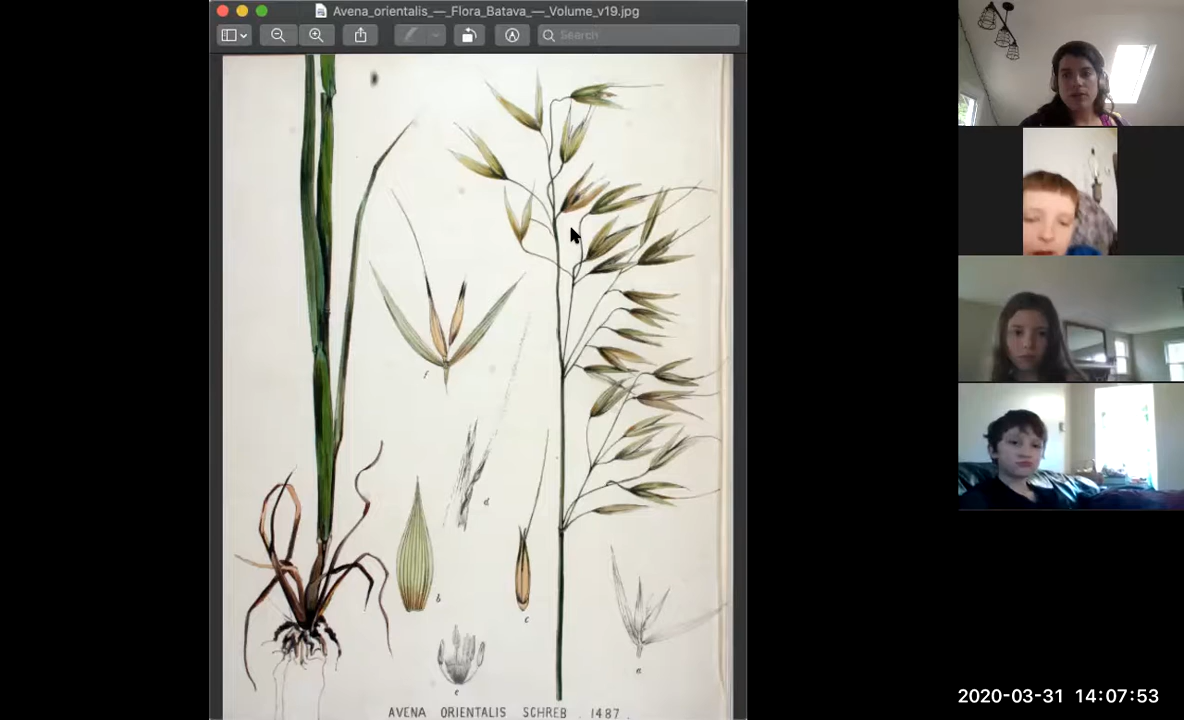 Avena_orientalis_—_Flora_Batava_—_Volume_v19.jpg
Search
f
d
b
c
e
a
AVENA ORIENTALIS SCHREB . 1487.
2020-03-31 14:07:53